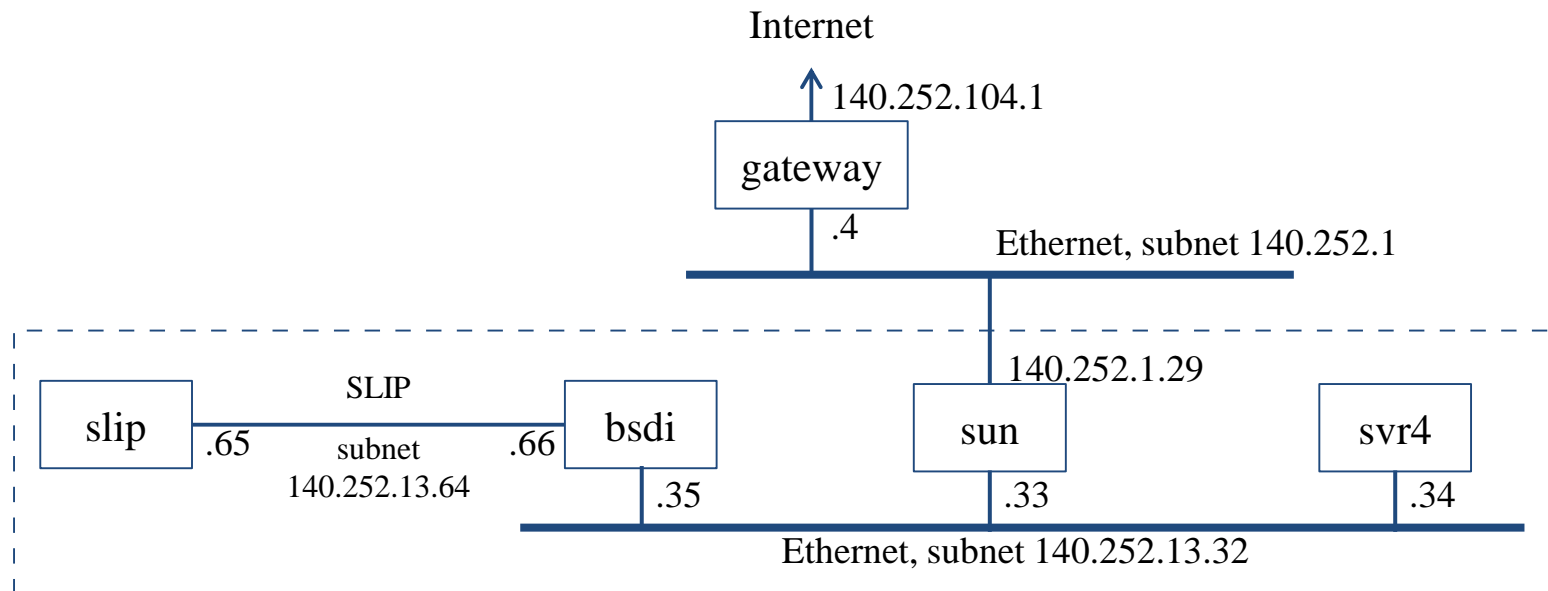 Internet
140.252.104.1
gateway
.4
Ethernet, subnet 140.252.1
140.252.1.29
slip
SLIP
.65
subnet
140.252.13.64
.66
bsdi
sun
svr4
.35
.33
.34
Ethernet, subnet 140.252.13.32